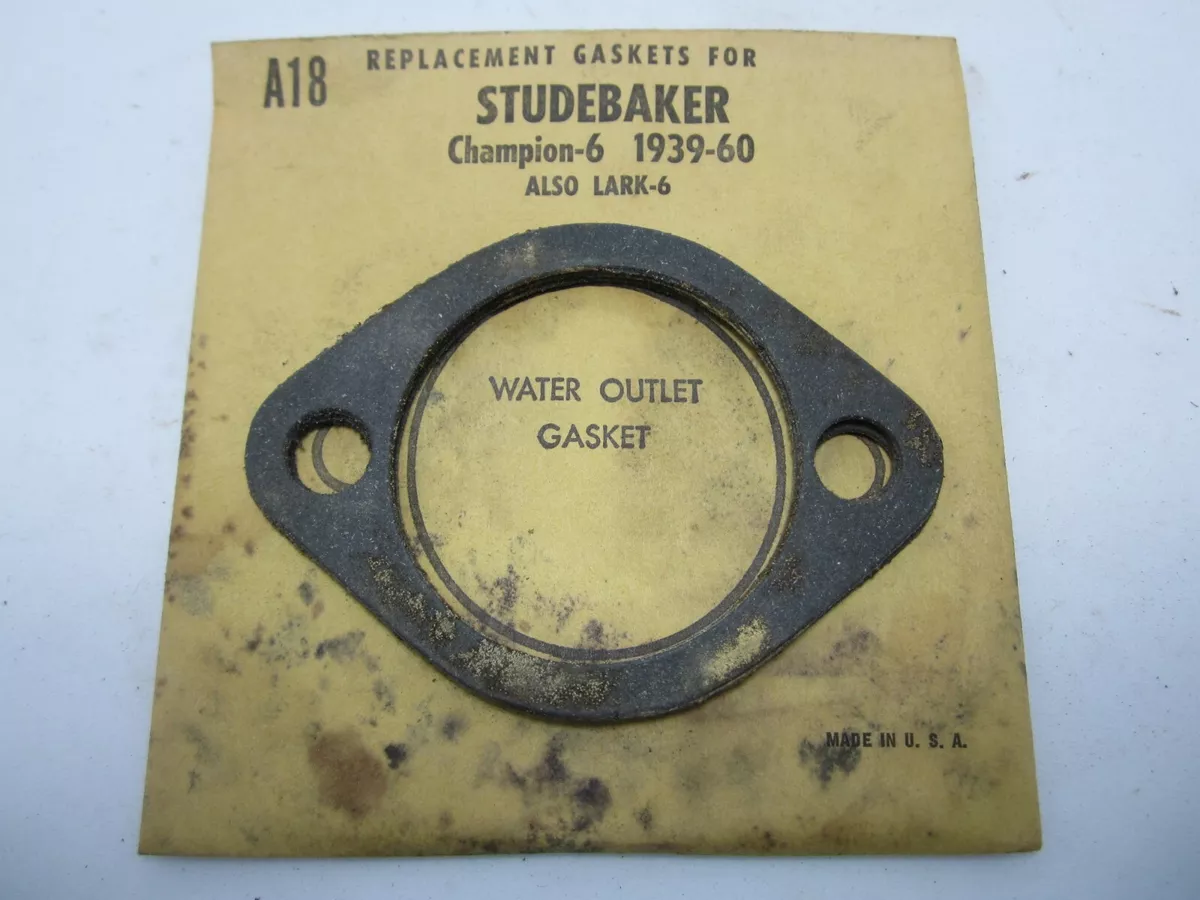 A18
REPLACEMENT GASKETS FOR
STUDEBAKER
Champion-6 1939-60
ALSO LARK-6
WATER OUTLET
GASKET
MADE IN U. S. A.